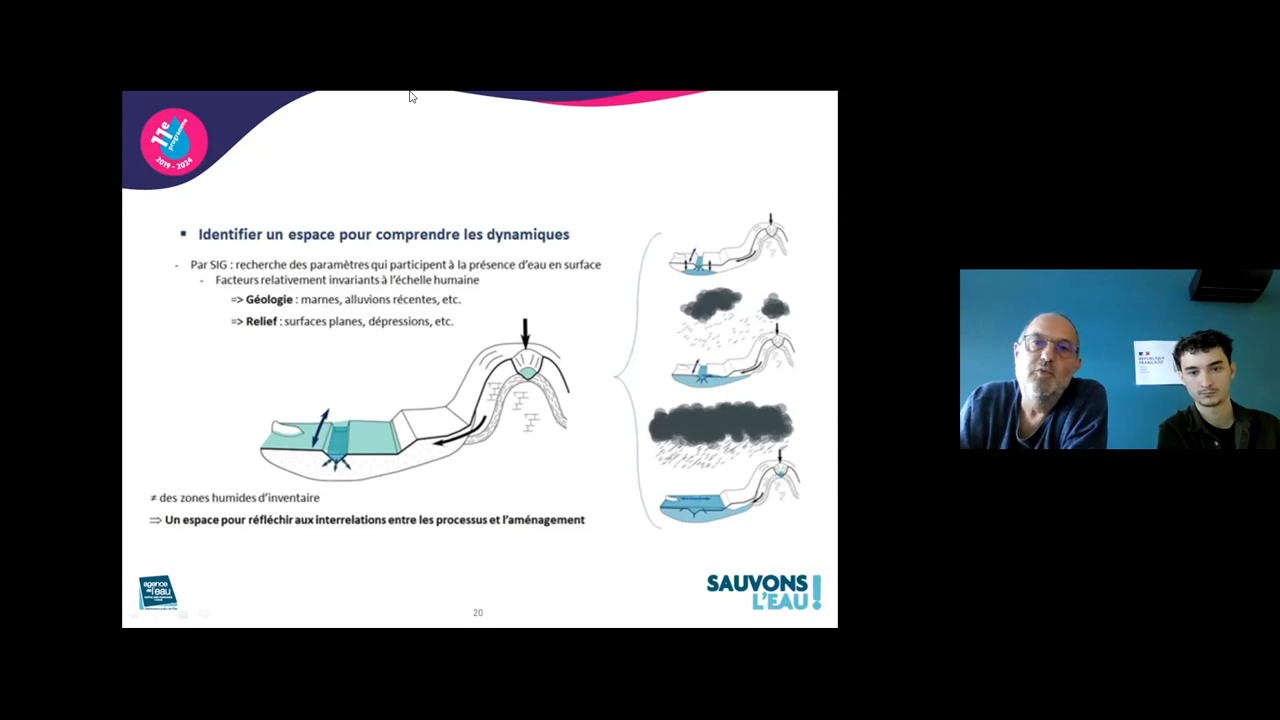 11e
programme
2019 - 2024
▪ Identifier un espace pour comprendre les dynamiques
- Par SIG : recherche des paramètres qui participent à la présence d'eau en surface
- Facteurs relativement invariants à l'échelle humaine
=> Géologie : marnes, alluvions récentes, etc.
=> Relief : surfaces planes, dépressions, etc.
≠ des zones humides d'inventaire
⇒ Un espace pour réfléchir aux interrelations entre les processus et l'aménagement
agence
de l'eau
SAUVONS
L'EAU !
20
RÉPUBLIQUE
FRANÇAISE